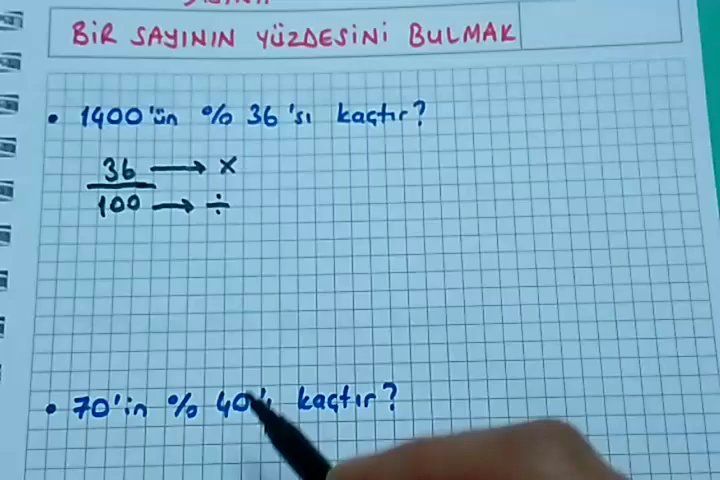 BİR SAYININ YÜZDESİNİ BULMAK
• 1400'ün % 36'sı kaçtır?
36 → x
100 → ÷
• 70'in % 40'ı kaçtır?